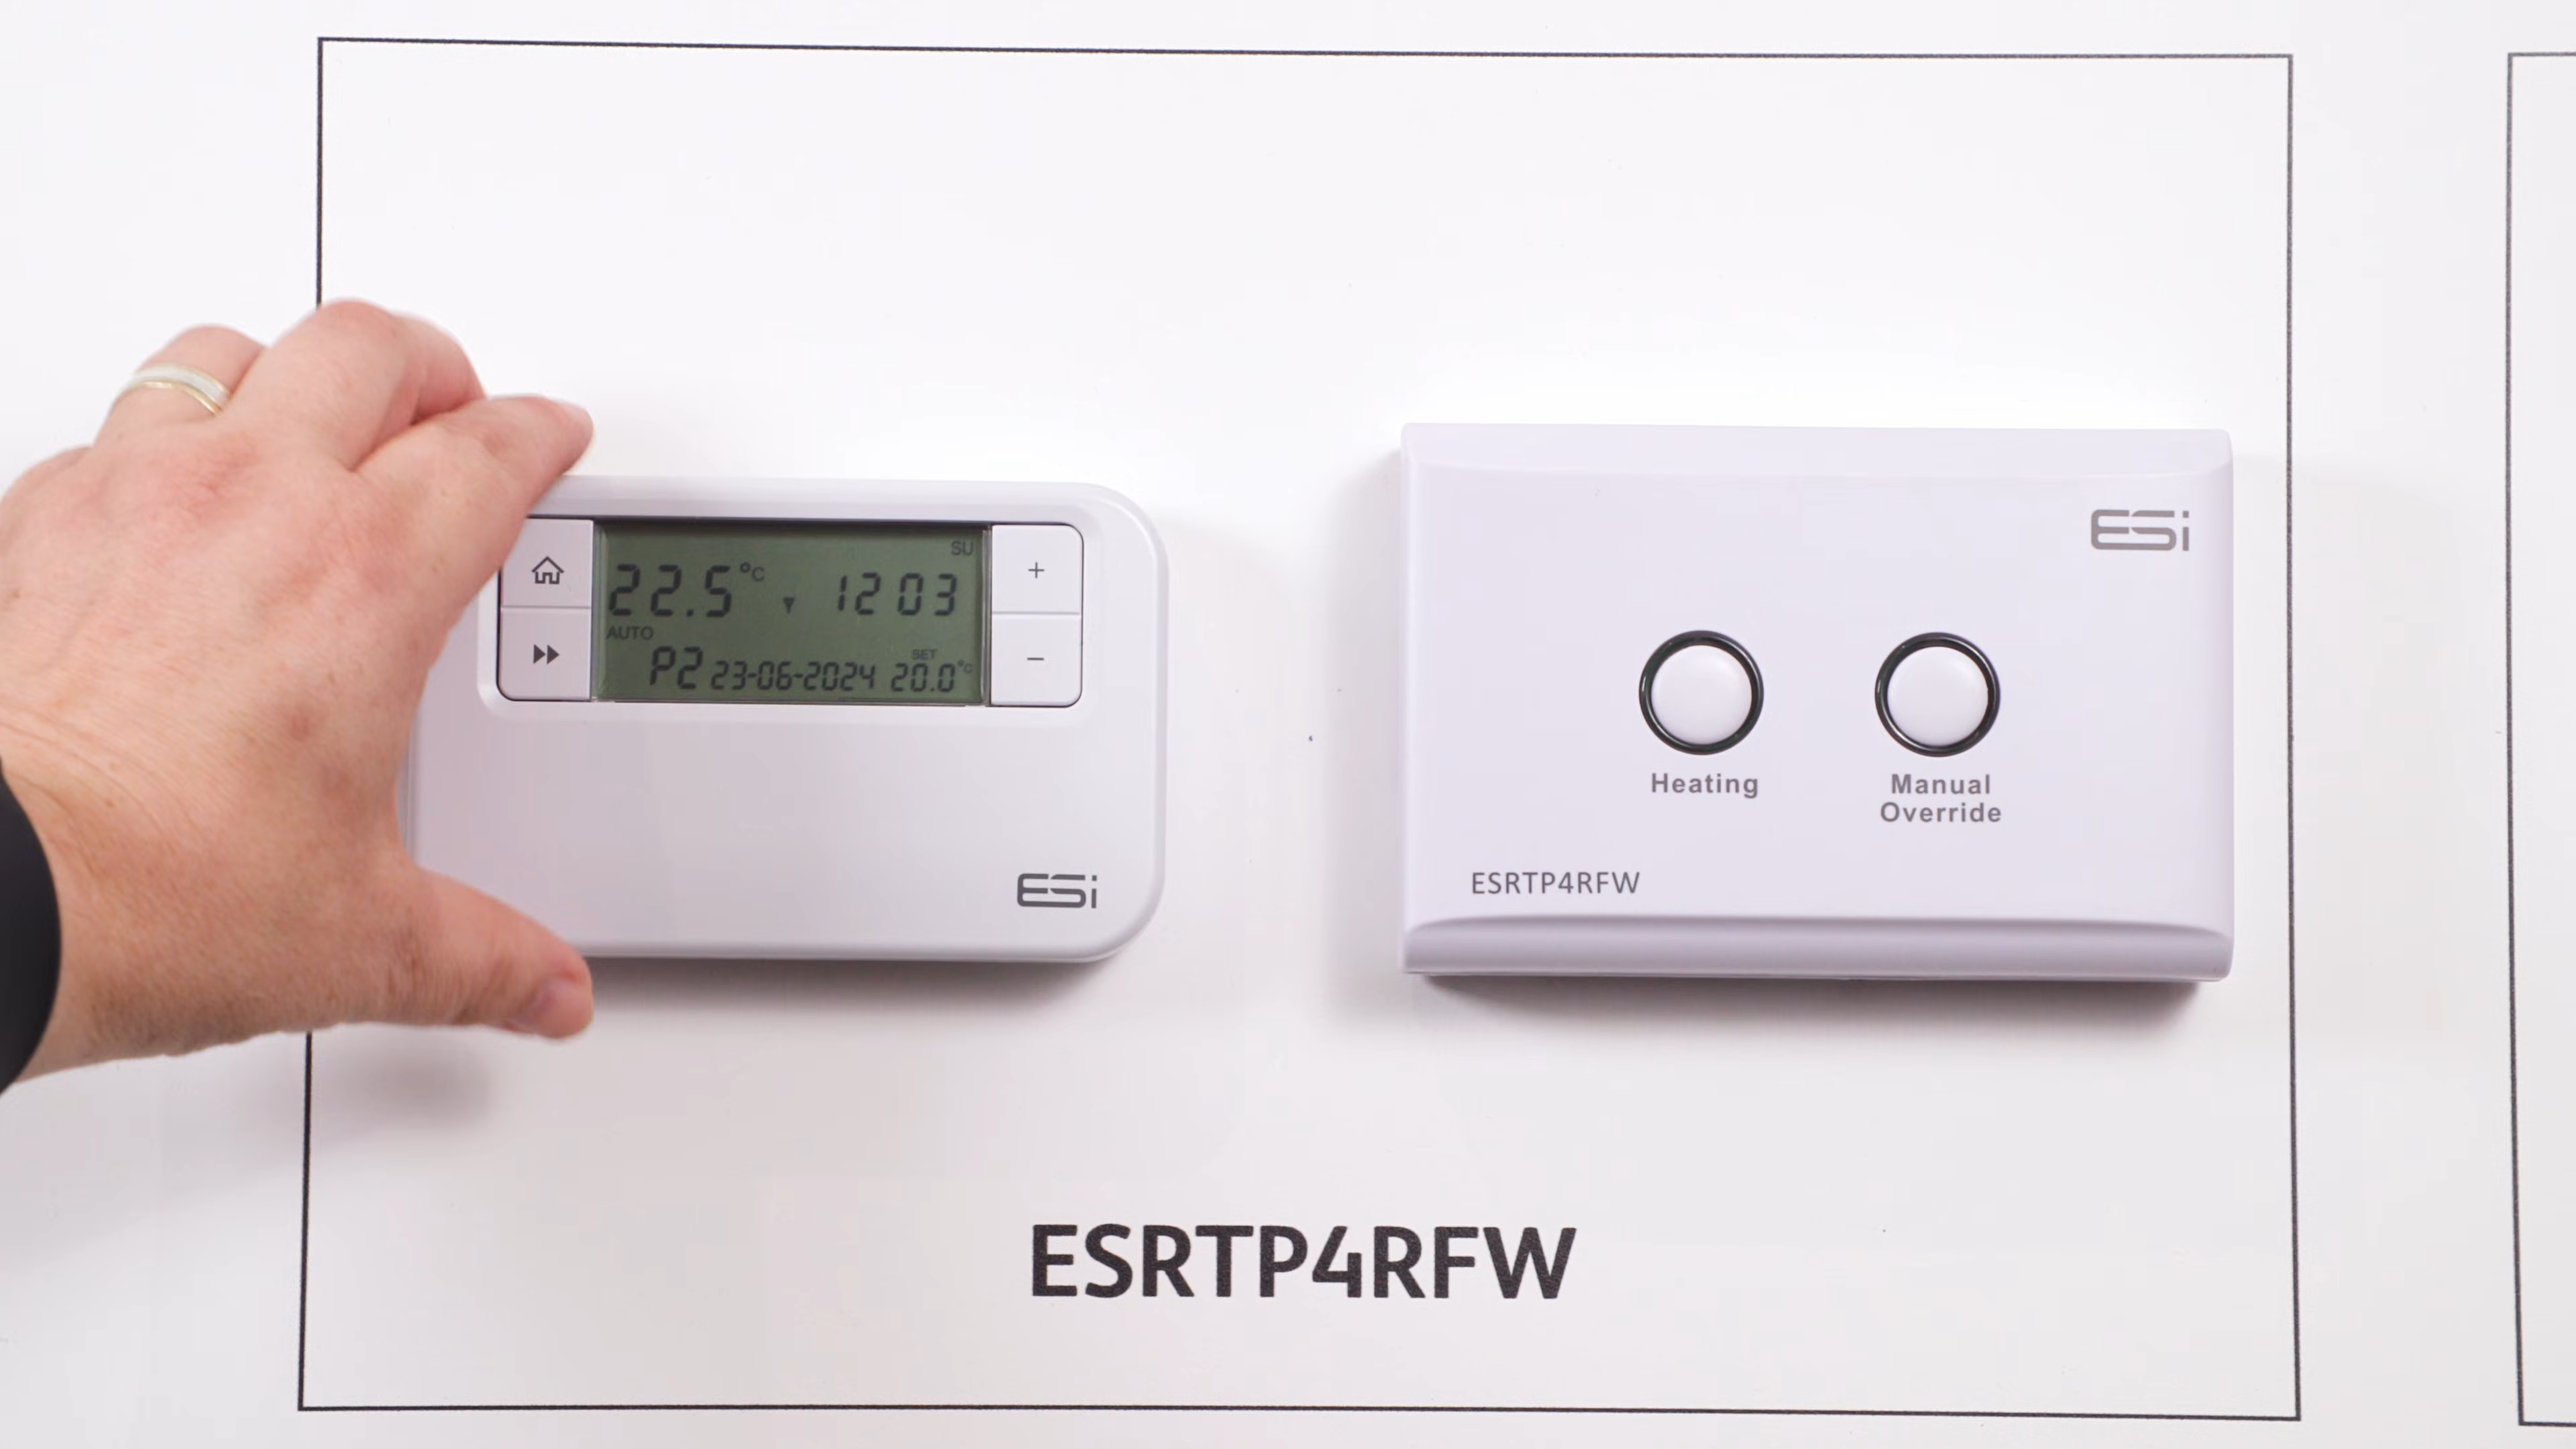 SU
22.5°C 12 03
AUTO
SET
P2 23-06-2024 20.0°C
+
−
ESi
ESi
Heating
Manual
Override
ESRTP4RFW
ESRTP4RFW